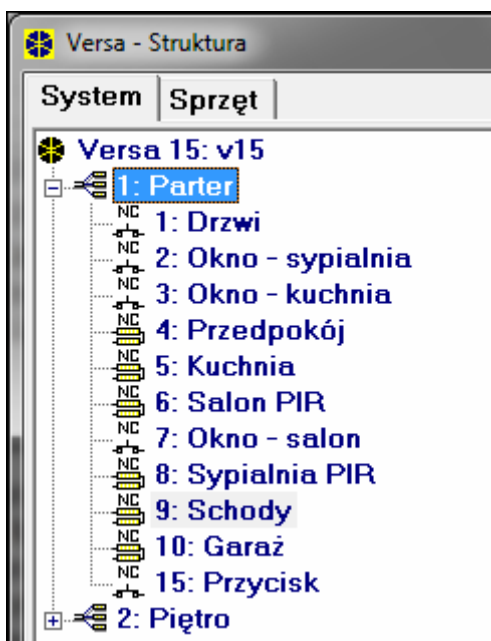 Versa - Struktura
System Sprzęt
Versa 15: v15
1: Parter
NC 1: Drzwi
NC 2: Okno - sypialnia
NC 3: Okno - kuchnia
NC 4: Przedpokój
NC 5: Kuchnia
NC 6: Salon PIR
NC 7: Okno - salon
NC 8: Sypialnia PIR
NC 9: Schody
NC 10: Garaż
NC 15: Przycisk
2: Piętro